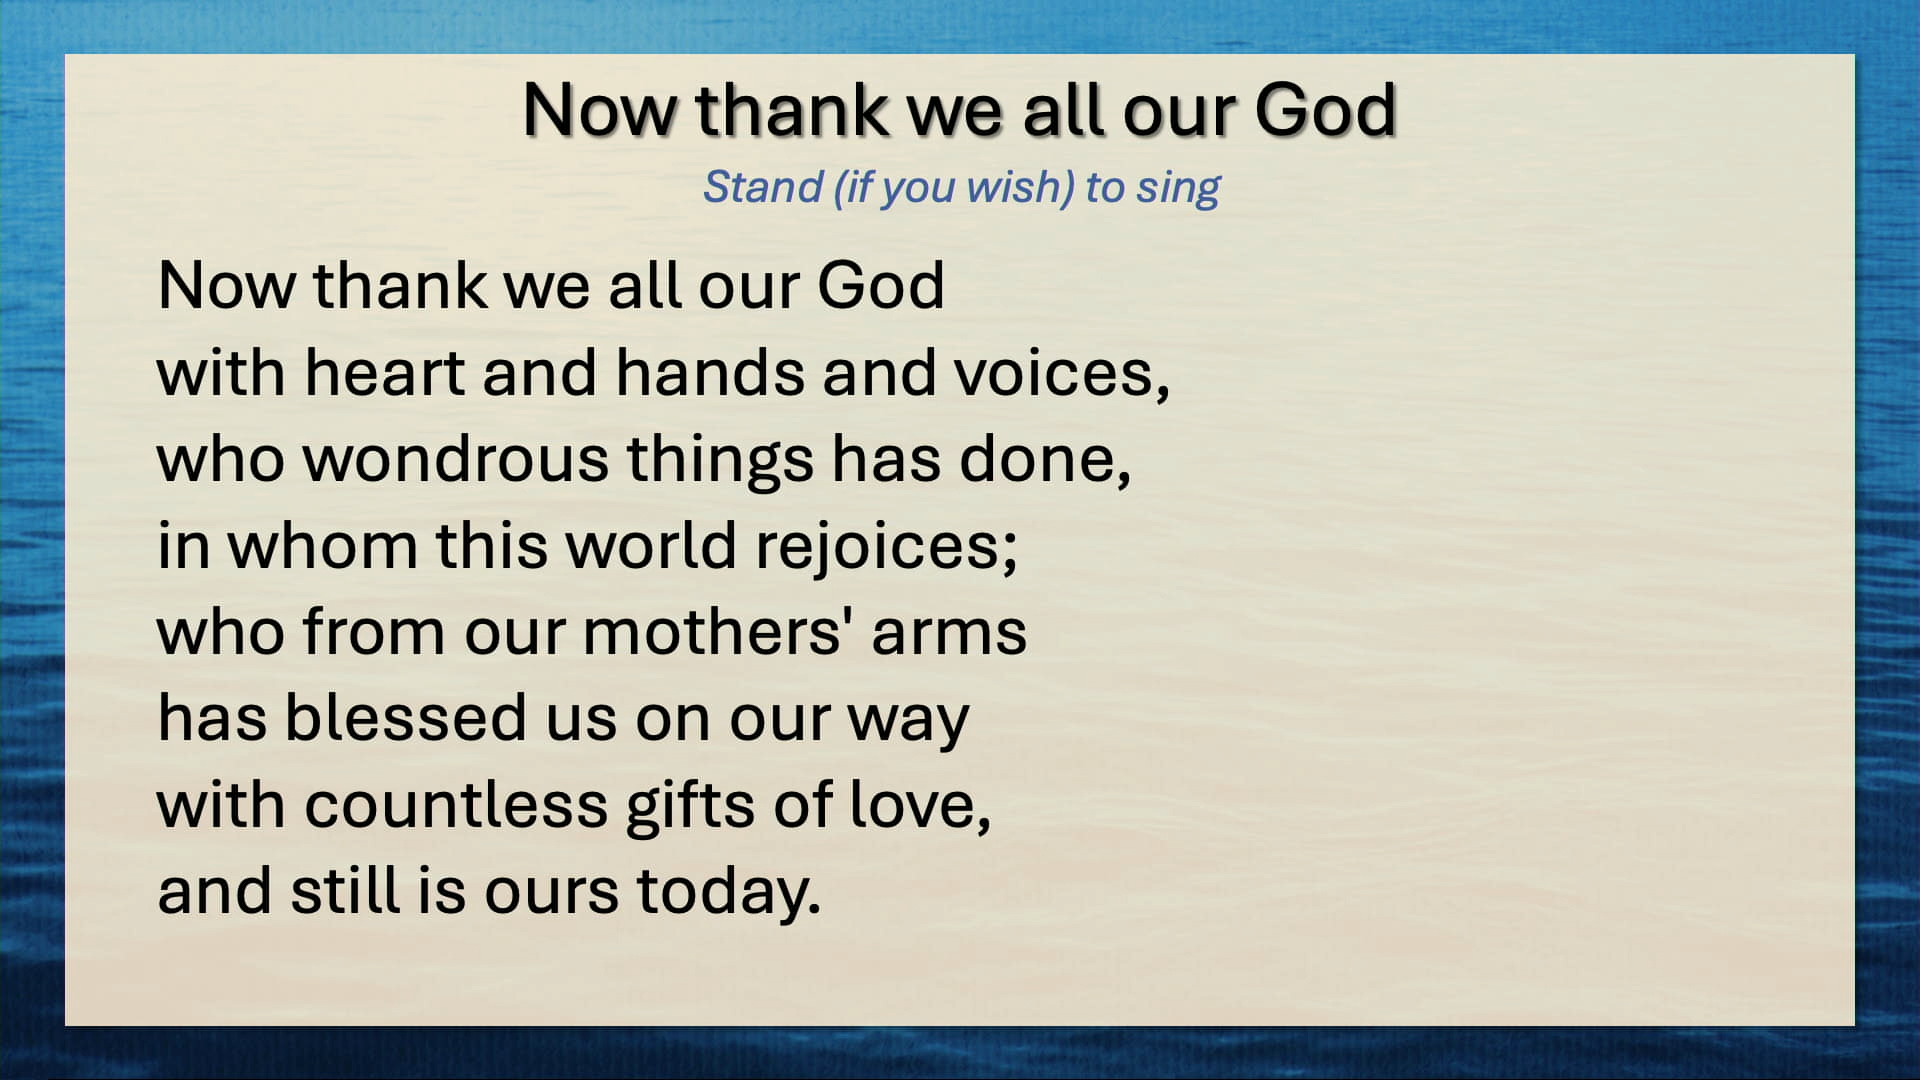 Now thank we all our God
Stand (if you wish) to sing
Now thank we all our God
with heart and hands and voices,
who wondrous things has done,
in whom this world rejoices;
who from our mothers' arms
has blessed us on our way
with countless gifts of love,
and still is ours today.